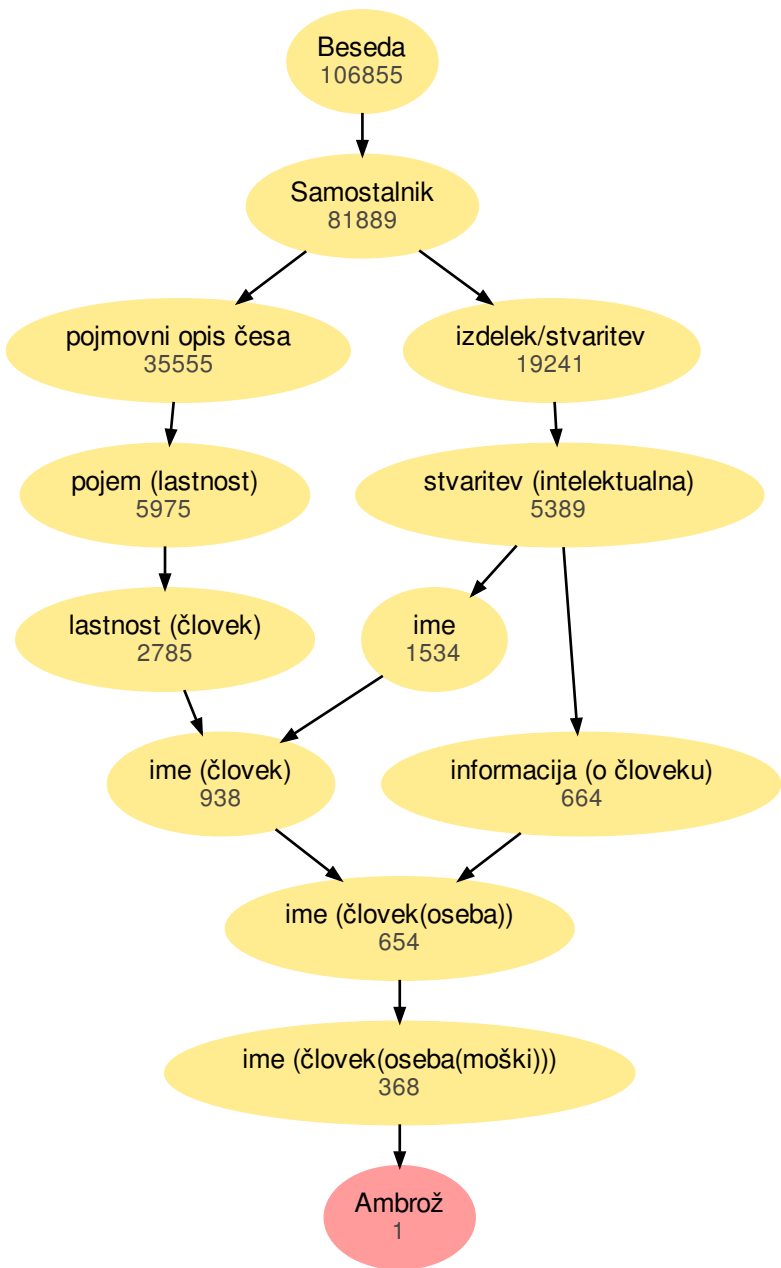 Beseda
106855
Samostalnik
81889
pojmovni opis česa
35555
izdelek/stvaritev
19241
pojem (lastnost)
5975
stvaritev (intelektualna)
5389
lastnost (človek)
2785
ime
1534
ime (človek)
938
informacija (o človeku)
664
ime (človek(oseba))
654
ime (človek(oseba(moški)))
368
Ambrož
1